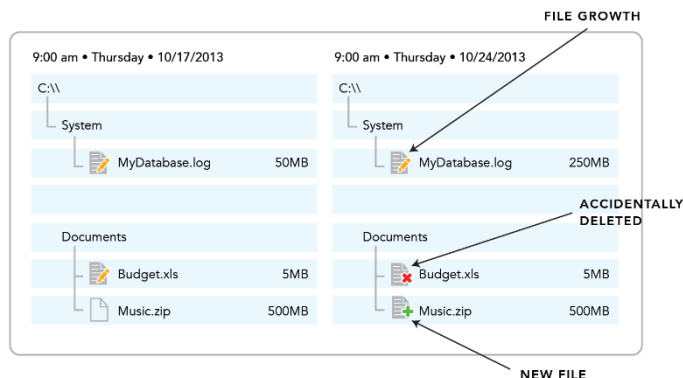 FILE GROWTH
9:00 am • Thursday • 10/17/2013
9:00 am • Thursday • 10/24/2013
C:\\
C:\\
System
System
MyDatabase.log 50MB
MyDatabase.log 250MB
ACCIDENTALLY
DELETED
Documents
Documents
Budget.xls 5MB
Budget.xls 5MB
Music.zip 500MB
Music.zip 500MB
NEW FILE